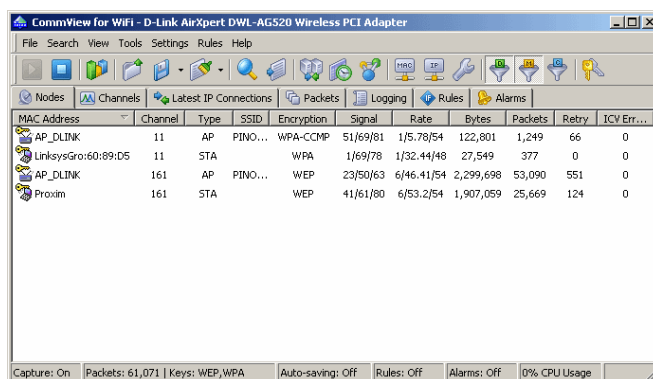 CommView for WiFi - D-Link AirXpert DWL-AG520 Wireless PCI Adapter
File Search View Tools Settings Rules Help
MAC IP D M C
Nodes Channels Latest IP Connections Packets Logging IF Rules Alarms
MAC Address Channel Type SSID Encryption Signal Rate Bytes Packets Retry ICV Err...
AP_DLINK 11 AP PINO... WPA-CCMP 51/69/81 1/5.78/54 122,801 1,249 66 0
LinksysGro:60:89:D5 11 STA WPA 1/69/78 1/32.44/48 27,549 377 0 0
AP_DLINK 161 AP PINO... WEP 23/50/63 6/46.41/54 2,299,698 53,090 551 0
Proxim 161 STA WEP 41/61/80 6/53.2/54 1,907,059 25,669 124 0
Capture: On Packets: 61,071 | Keys: WEP,WPA Auto-saving: Off Rules: Off Alarms: Off 0% CPU Usage